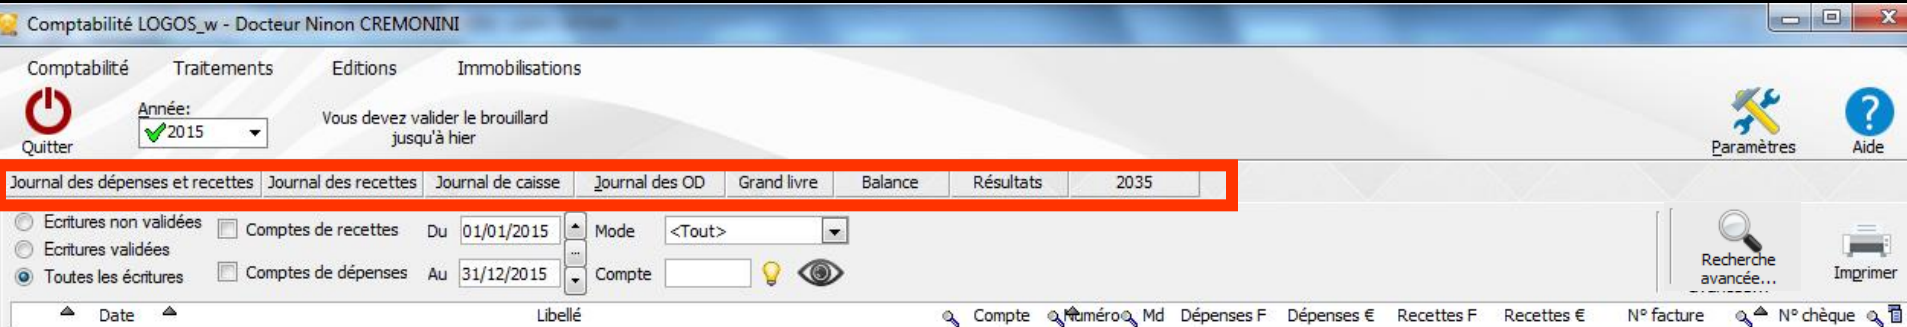 Comptabilité LOGOS_w - Docteur Ninon CREMONINI
Comptabilité Traitements Editions Immobilisations
Année:
2015
Vous devez valider le brouillard
jusqu'à hier
Quitter
Paramètres
Aide
Journal des dépenses et recettes Journal des recettes Journal de caisse Journal des OD Grand livre Balance Résultats 2035
Ecritures non validées
Ecritures validées
Toutes les écritures
Comptes de recettes Du 01/01/2015 ... Mode <Tout>
Comptes de dépenses Au 31/12/2015 Compte
Recherche
avancée...
Imprimer
Date Libellé Compte Numéro Md Dépenses F Dépenses € Recettes F Recettes € N° facture N° chèque